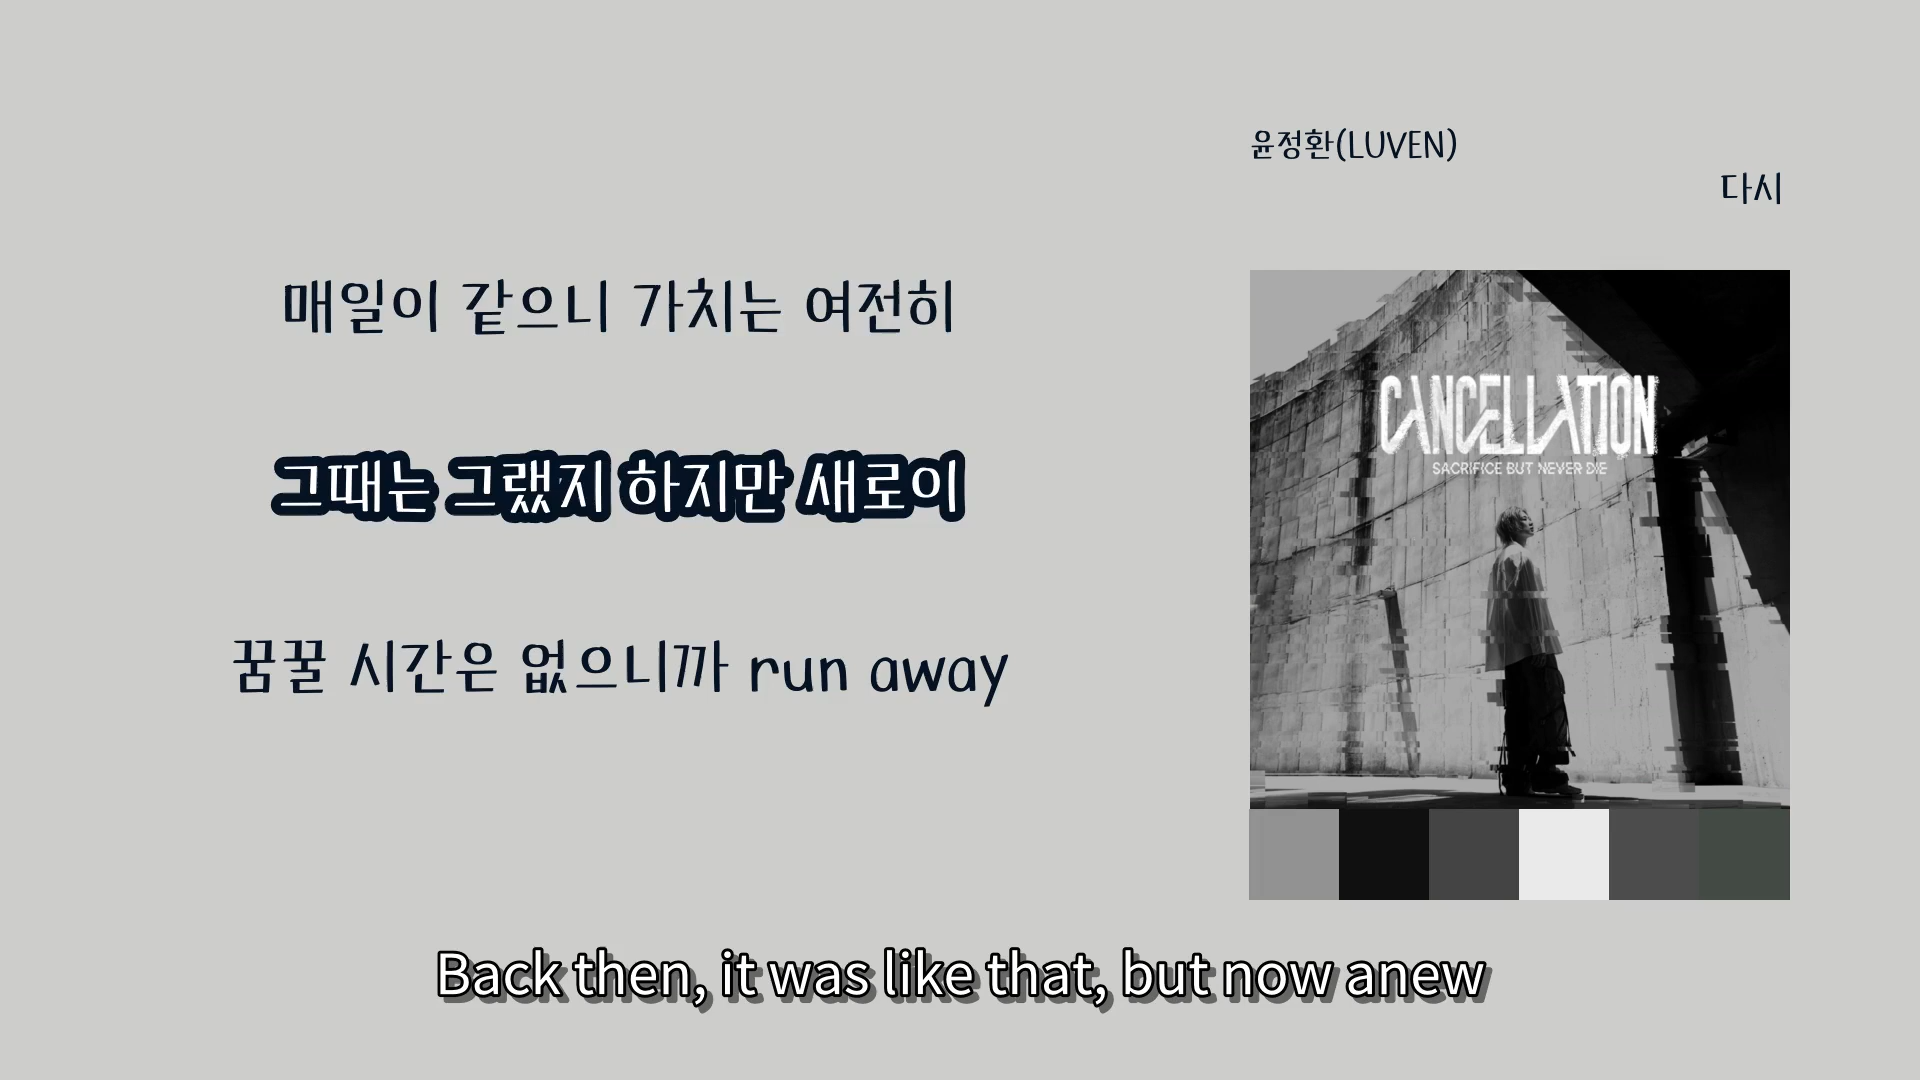 윤정환(LUVEN)
다시
매일이 같으니 가치는 여전히
그때는 그랬지 하지만 새로이
꿈꿀 시간은 없으니까 run away
CANCELLATION
SACRIFICE BUT NEVER DIE
Back then, it was like that, but now anew